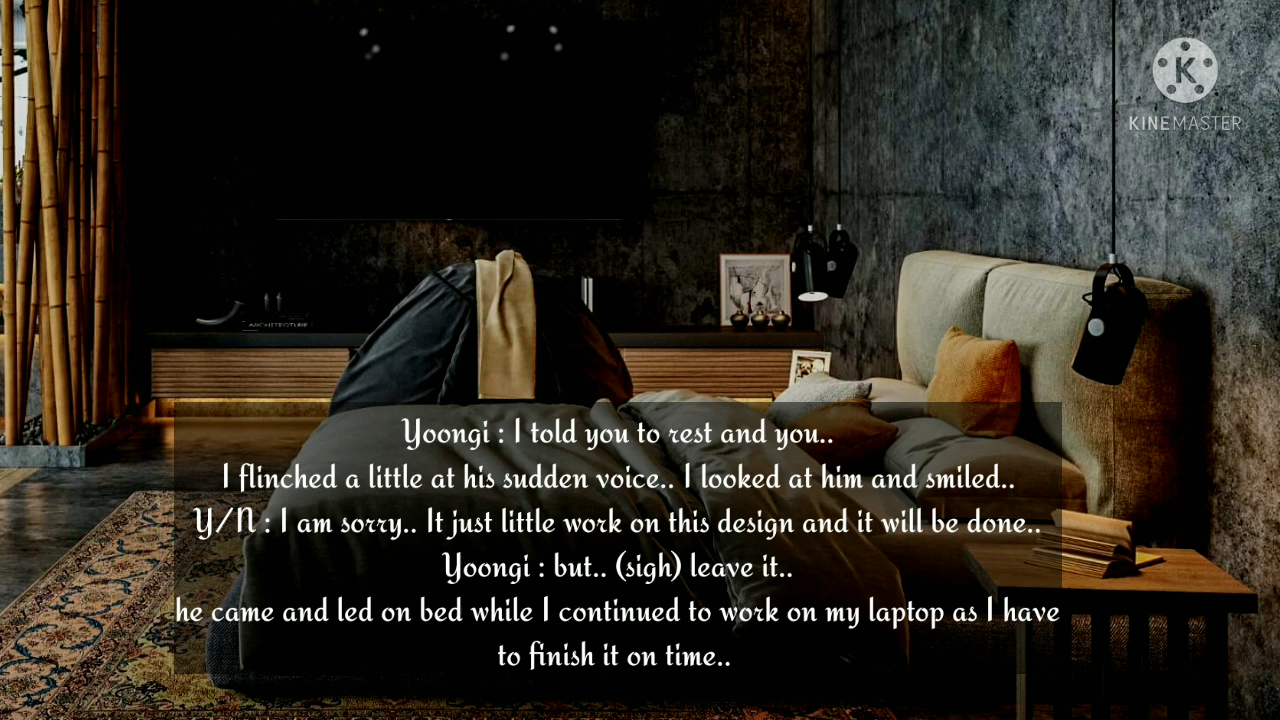 K
KINEMASTER
ARCHITECTURE
Yoongi : I told you to rest and you..
I flinched a little at his sudden voice.. I looked at him and smiled..
Y/N : I am sorry.. It just little work on this design and it will be done..
Yoongi : but.. (sigh) leave it..
he came and led on bed while I continued to work on my laptop as I have
to finish it on time..